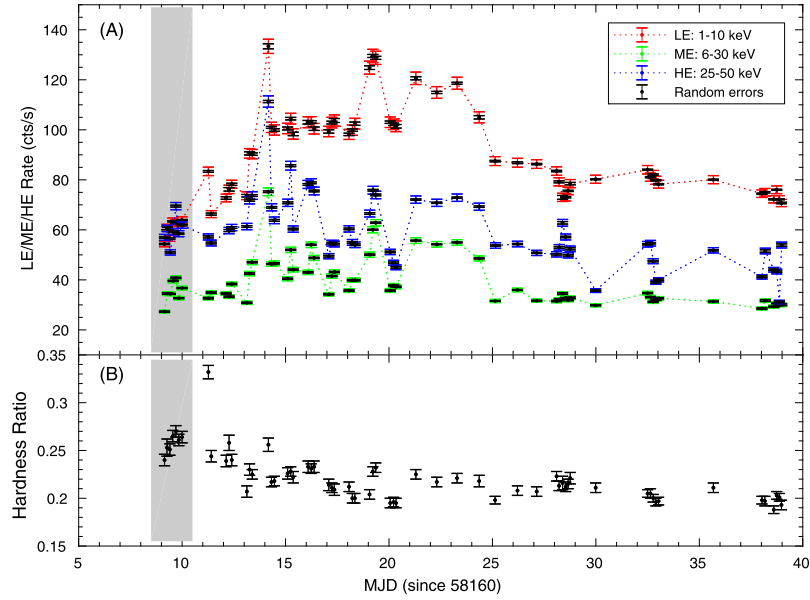 (A)
LE: 1-10 keV
ME: 6-30 keV
HE: 25-50 keV
Random errors
LE/ME/HE Rate (cts/s)
140
120
100
80
60
40
20
(B)
Hardness Ratio
0.35
0.3
0.25
0.2
0.15
5 10 15 20 25 30 35 40
MJD (since 58160)